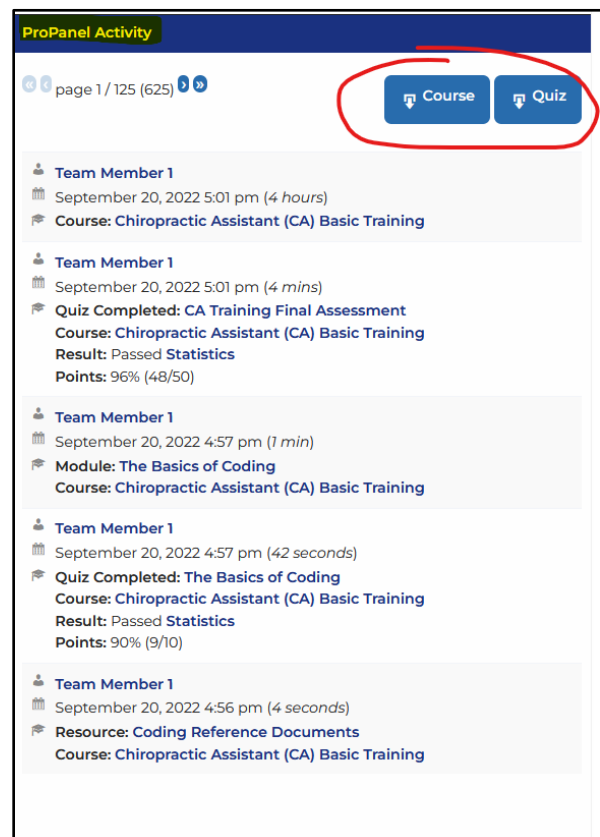 ProPanel Activity
« ‹ page 1 / 125 (625) › »
Course
Quiz
Team Member 1
September 20, 2022 5:01 pm (4 hours)
Course: Chiropractic Assistant (CA) Basic Training
Team Member 1
September 20, 2022 5:01 pm (4 mins)
Quiz Completed: CA Training Final Assessment
Course: Chiropractic Assistant (CA) Basic Training
Result: Passed Statistics
Points: 96% (48/50)
Team Member 1
September 20, 2022 4:57 pm (1 min)
Module: The Basics of Coding
Course: Chiropractic Assistant (CA) Basic Training
Team Member 1
September 20, 2022 4:57 pm (42 seconds)
Quiz Completed: The Basics of Coding
Course: Chiropractic Assistant (CA) Basic Training
Result: Passed Statistics
Points: 90% (9/10)
Team Member 1
September 20, 2022 4:56 pm (4 seconds)
Resource: Coding Reference Documents
Course: Chiropractic Assistant (CA) Basic Training